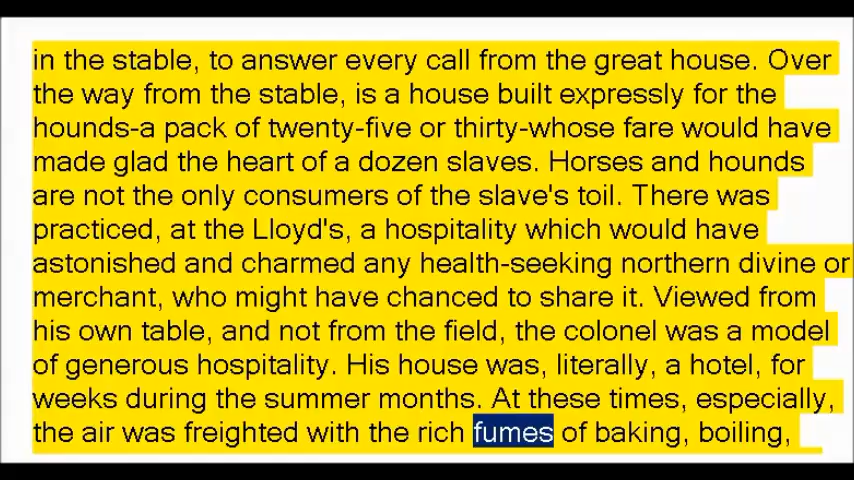 in the stable, to answer every call from the great house. Over
the way from the stable, is a house built expressly for the
hounds-a pack of twenty-five or thirty-whose fare would have
made glad the heart of a dozen slaves. Horses and hounds
are not the only consumers of the slave's toil. There was
practiced, at the Lloyd's, a hospitality which would have
astonished and charmed any health-seeking northern divine or
merchant, who might have chanced to share it. Viewed from
his own table, and not from the field, the colonel was a model
of generous hospitality. His house was, literally, a hotel, for
weeks during the summer months. At these times, especially,
the air was freighted with the rich fumes of baking, boiling,